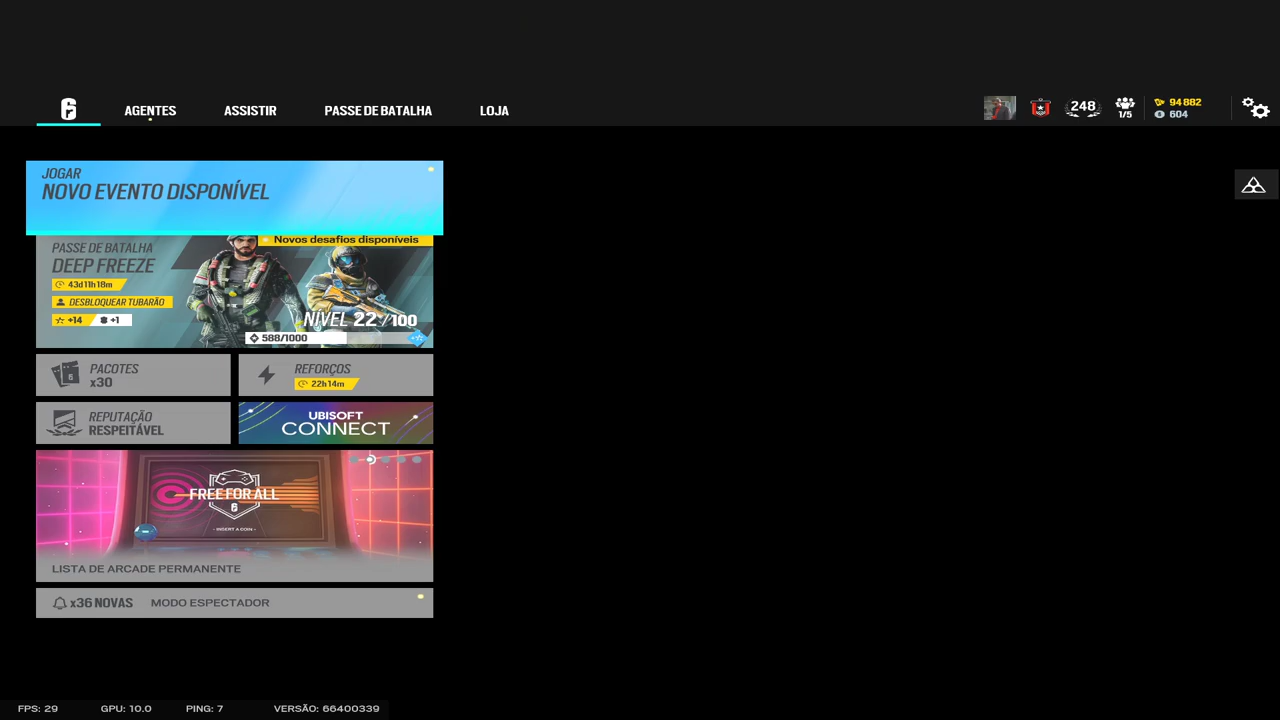 AGENTES
ASSISTIR
PASSE DE BATALHA
LOJA
248
1/5
94 882
604
JOGAR
NOVO EVENTO DISPONÍVEL
Novos desafios disponíveis
PASSE DE BATALHA
DEEP FREEZE
43d11h18m
DESBLOQUEAR TUBARÃO
+14
+1
NÍVEL 22/100
588/1000
PACOTES
x30
REFORÇOS
22h14m
REPUTAÇÃO
RESPEITÁVEL
UBISOFT
CONNECT
FREE FOR ALL
6
- INSERT A COIN -
LISTA DE ARCADE PERMANENTE
x36 NOVAS
MODO ESPECTADOR
FPS: 29
GPU: 10.0
PING: 7
VERSÃO: 66400339